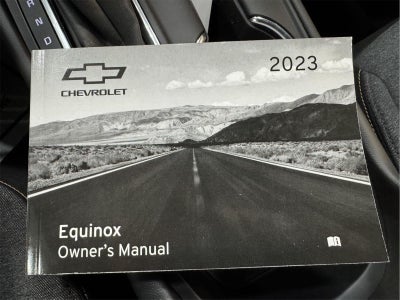 R
N
D
CHEVROLET
2023
Equinox
Owner's Manual